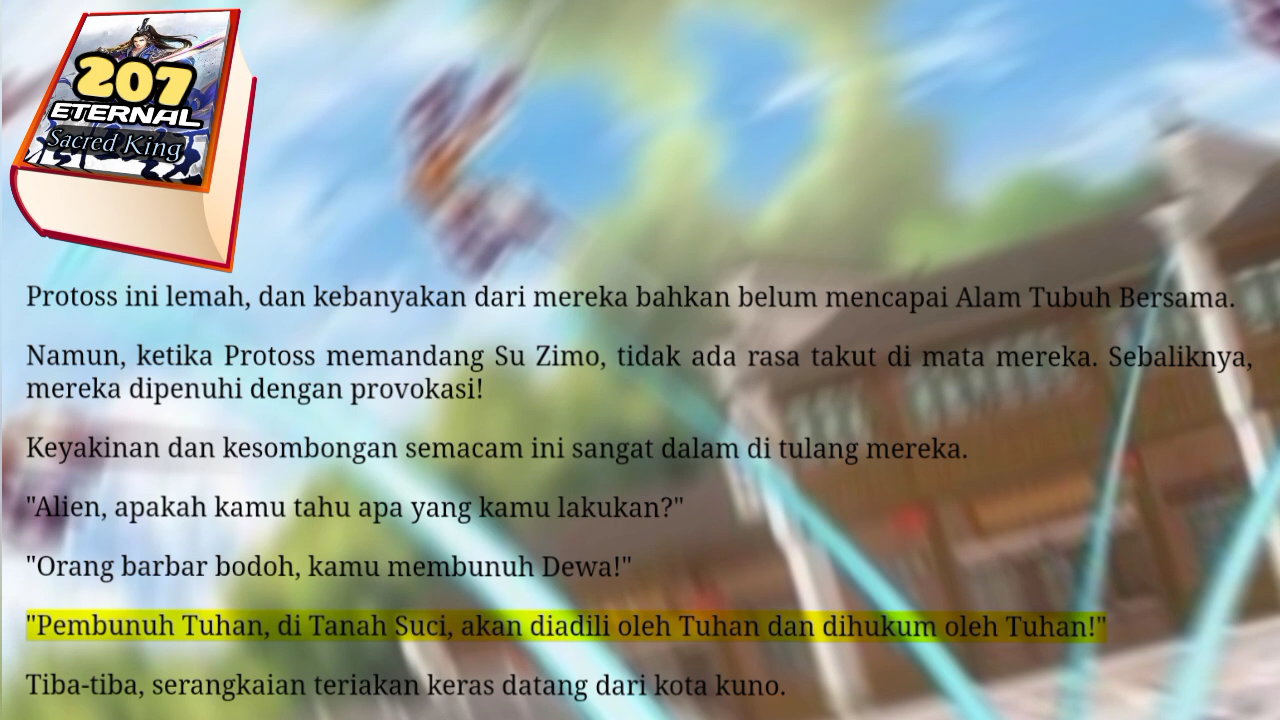 207
ETERNAL
Sacred King
Protoss ini lemah, dan kebanyakan dari mereka bahkan belum mencapai Alam Tubuh Bersama.
Namun, ketika Protoss memandang Su Zimo, tidak ada rasa takut di mata mereka. Sebaliknya,
mereka dipenuhi dengan provokasi!
Keyakinan dan kesombongan semacam ini sangat dalam di tulang mereka.
"Alien, apakah kamu tahu apa yang kamu lakukan?"
"Orang barbar bodoh, kamu membunuh Dewa!"
"Pembunuh Tuhan, di Tanah Suci, akan diadili oleh Tuhan dan dihukum oleh Tuhan!"
Tiba-tiba, serangkaian teriakan keras datang dari kota kuno.